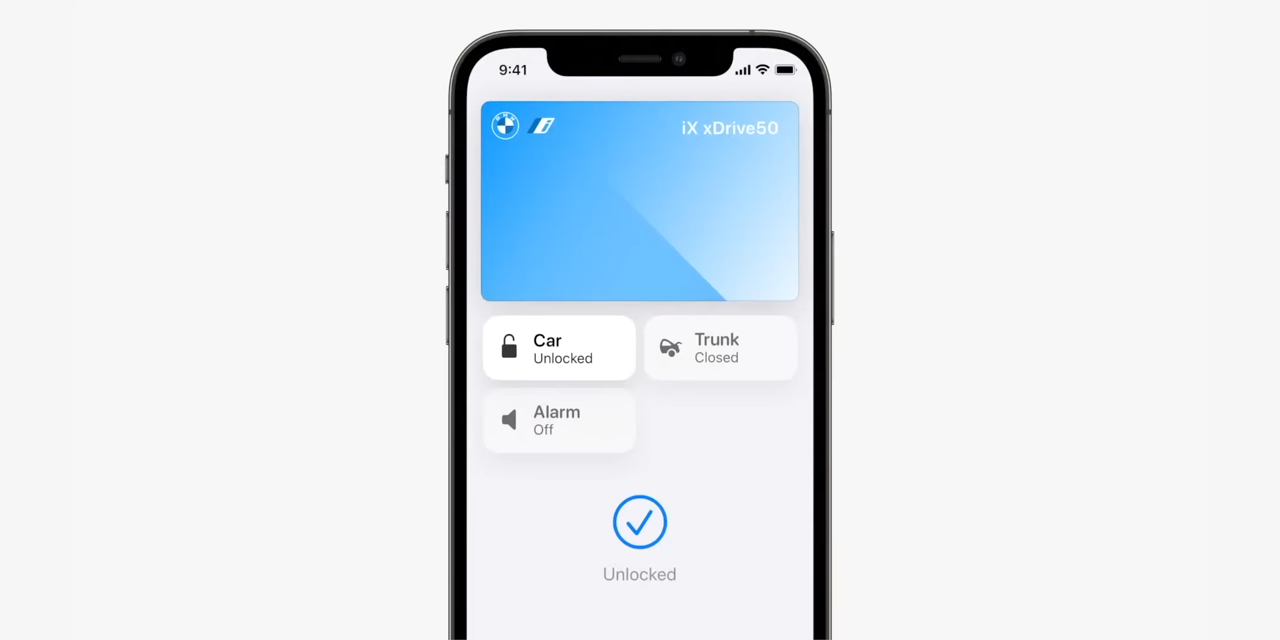 9:41
iX xDrive50
Car
Unlocked
Trunk
Closed
Alarm
Off
Unlocked